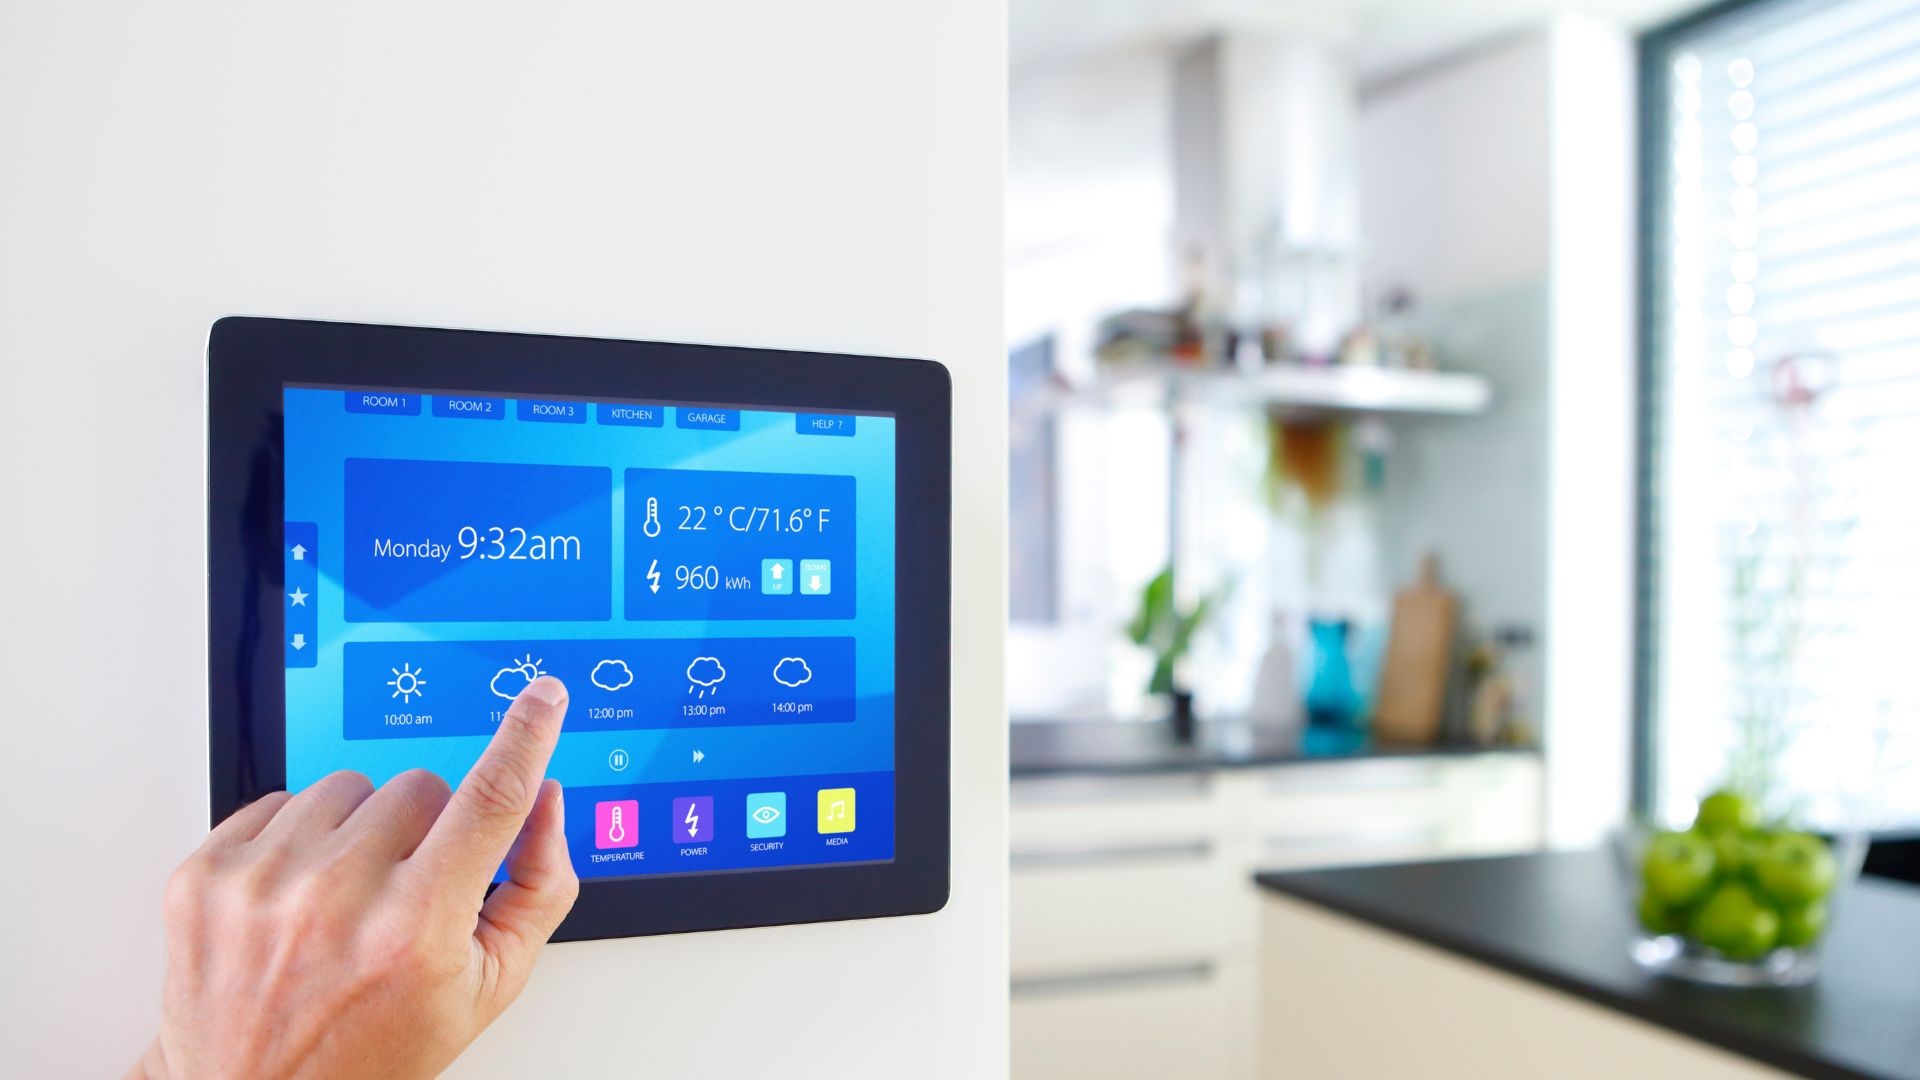 ROOM 1 ROOM 2 ROOM 3 KITCHEN GARAGE HELP ?
Monday 9:32am
22 ° C/71.6° F
960 kWh UP DOWN
10:00 am 11: 12:00 pm 13:00 pm 14:00 pm
TEMPERATURE POWER SECURITY MEDIA